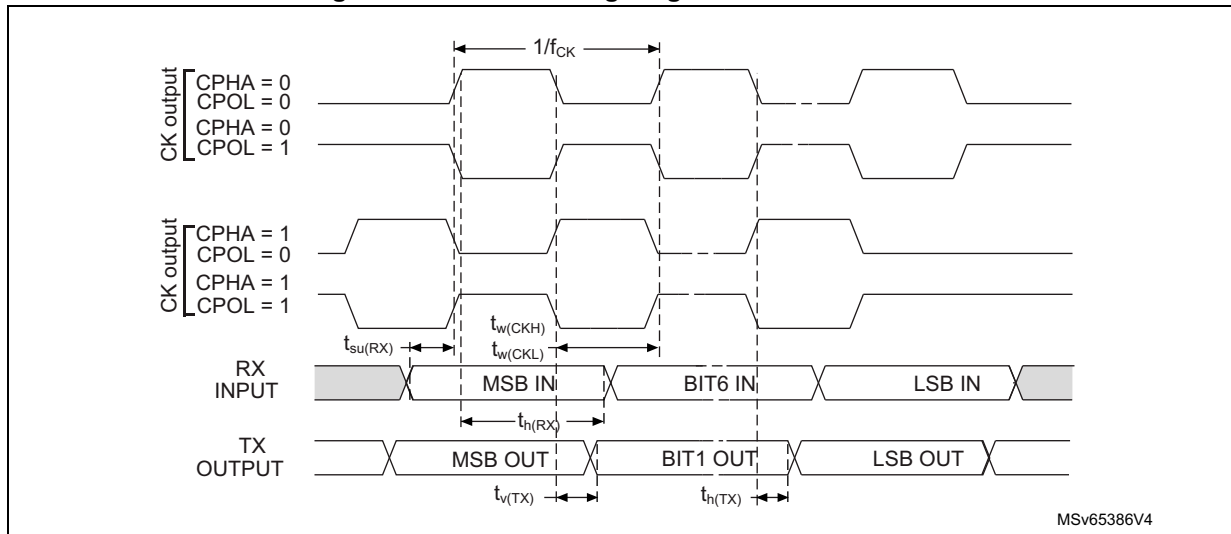 1/fCK
CK output
CPHA = 0
CPOL = 0
CPHA = 0
CPOL = 1
CK output
CPHA = 1
CPOL = 0
CPHA = 1
CPOL = 1
tw(CKH)
tw(CKL)
tsu(RX)
RX
INPUT
MSB IN
BIT6 IN
LSB IN
th(RX)
TX
OUTPUT
MSB OUT
BIT1 OUT
LSB OUT
tv(TX)
th(TX)
MSv65386V4